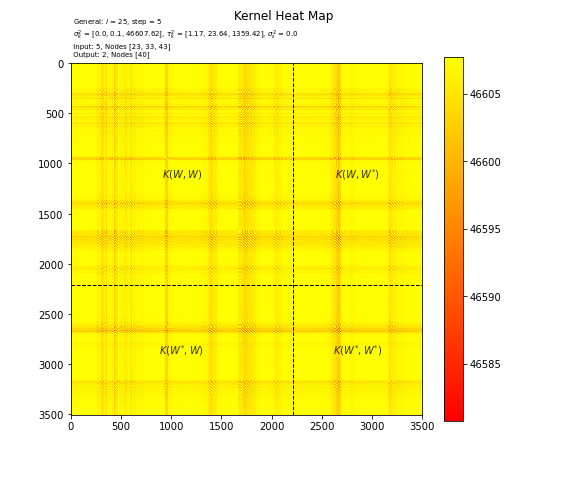 Kernel Heat Map
General: l = 25, step = 5
σ_k^2 = [0.0, 0.1, 46607.62], τ_k^2 = [1.17, 23.64, 1359.42], σ_ε^2 = 0.0
Input: 5, Nodes [23, 33, 43]
Output: 2, Nodes [40]
0
500
1000
1500
2000
2500
3000
3500
K(W, W)
K(W, W*)
K(W*, W)
K(W*, W*)
0 500 1000 1500 2000 2500 3000 3500
46605
46600
46595
46590
46585